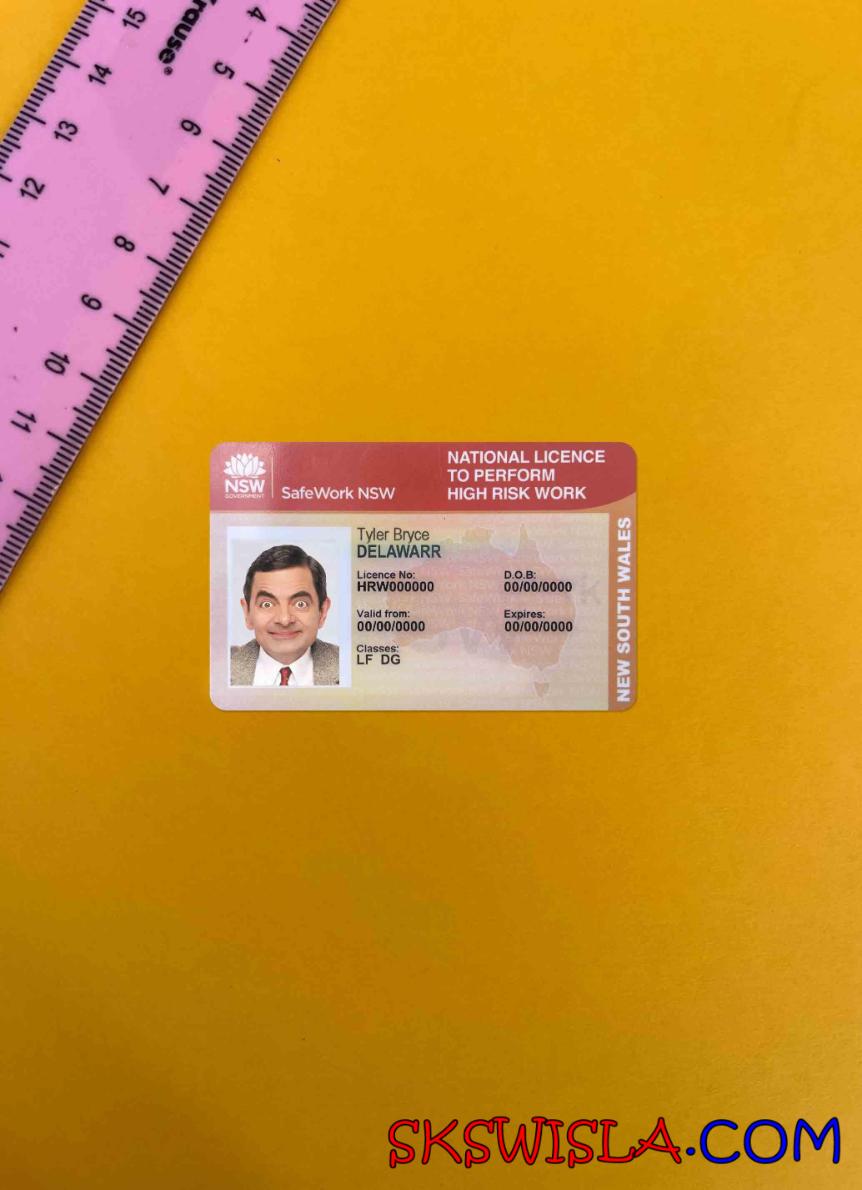 rause®
15
14
13
12
11
4
5
6
7
8
9
10
11
NSW
GOVERNMENT
SafeWork NSW
NATIONAL LICENCE
TO PERFORM
HIGH RISK WORK
Tyler Bryce
DELAWARR
Licence No:
HRW000000
D.O.B:
00/00/0000
Valid from:
00/00/0000
Expires:
00/00/0000
Classes:
LF DG
NEW SOUTH WALES
SKSWISLA.COM